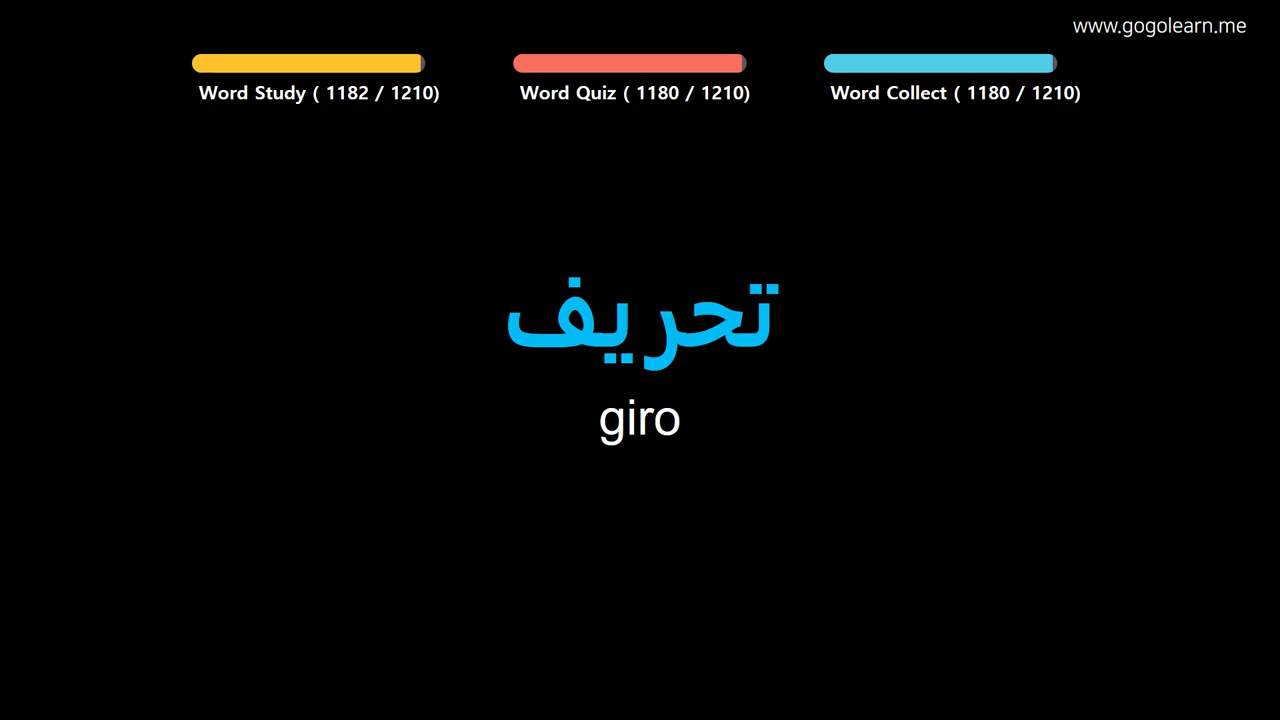 www.gogolearn.me
Word Study ( 1182 / 1210)
Word Quiz ( 1180 / 1210)
Word Collect ( 1180 / 1210)
تحريف
giro